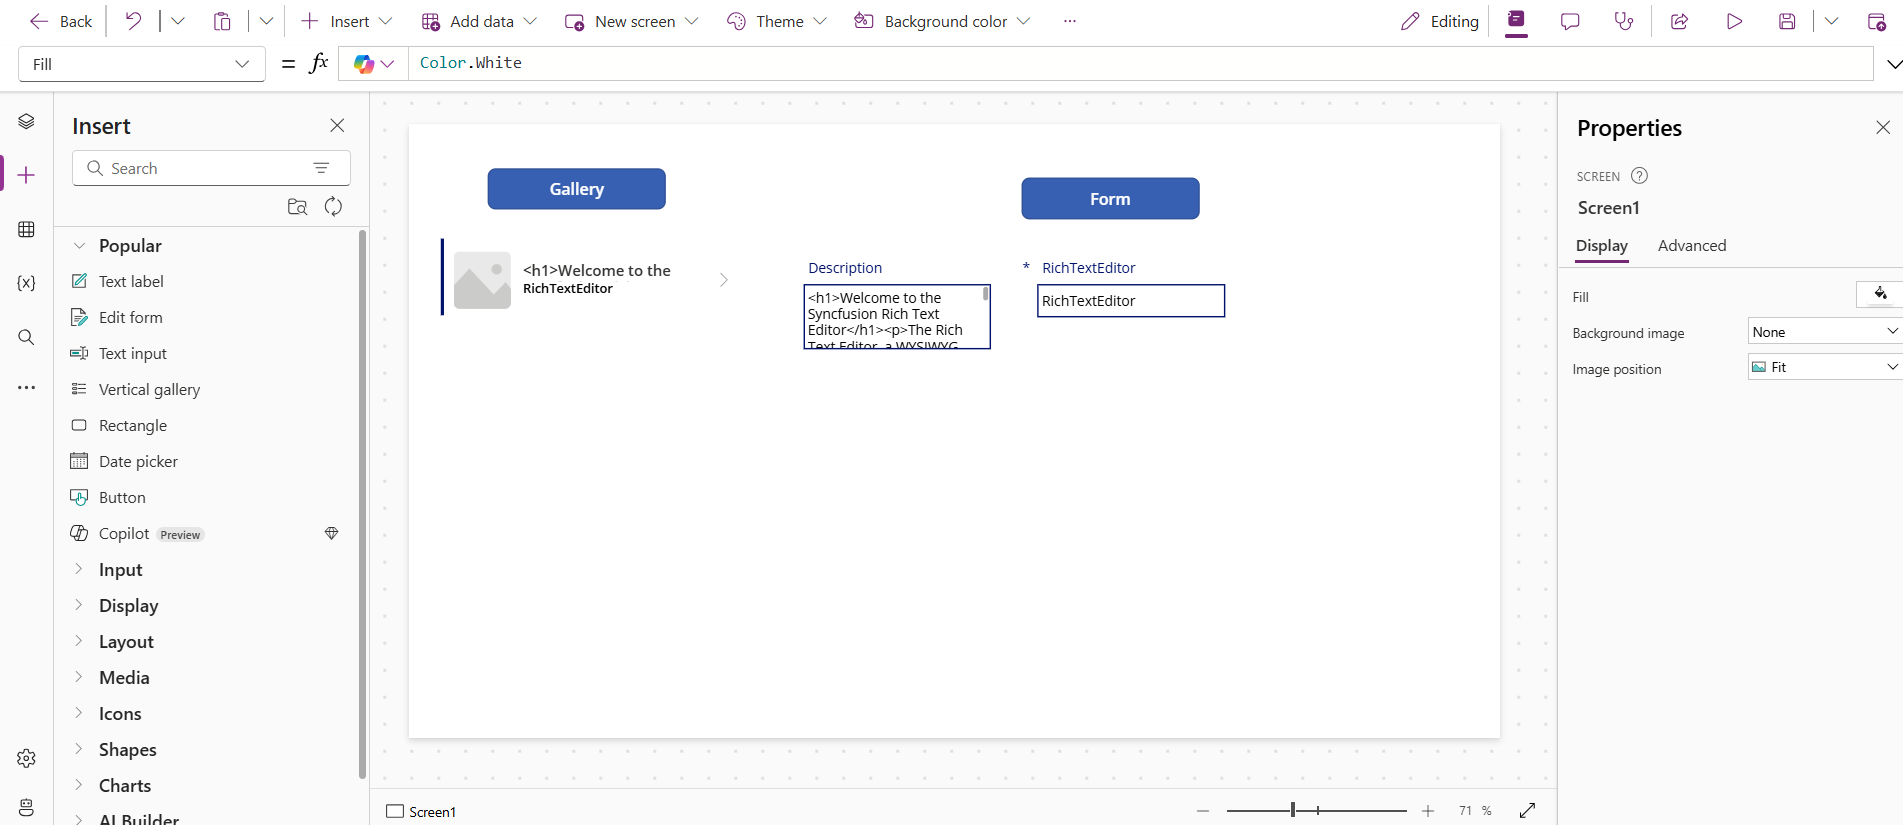 Back
Insert
Add data
New screen
Theme
Background color
...
Editing
Fill
= fx
Color.White
Insert
Search
Popular
Text label
Edit form
Text input
Vertical gallery
Rectangle
Date picker
Button
Copilot Preview
Input
Display
Layout
Media
Icons
Shapes
Charts
AI Builder
Gallery
<h1>Welcome to the
RichTextEditor
Form
Description
<h1>Welcome to the
Syncfusion Rich Text
Editor</h1><p>The Rich
Text Editor, a WYSIWYG
* RichTextEditor
RichTextEditor
Screen1
71 %
Properties
SCREEN ?
Screen1
Display Advanced
Fill
Background image None
Image position Fit